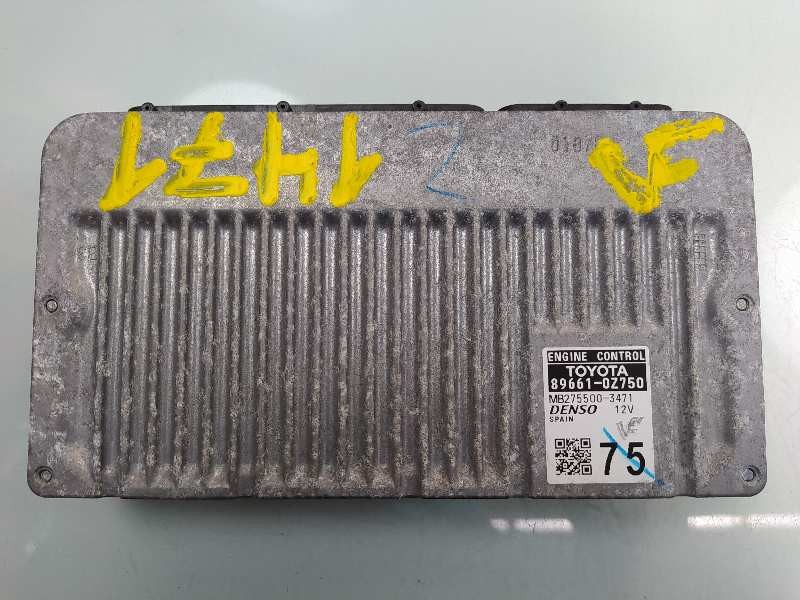 1471
ENGINE CONTROL
TOYOTA
89661-0Z750
MB275500-3471
DENSO 12V
SPAIN
75